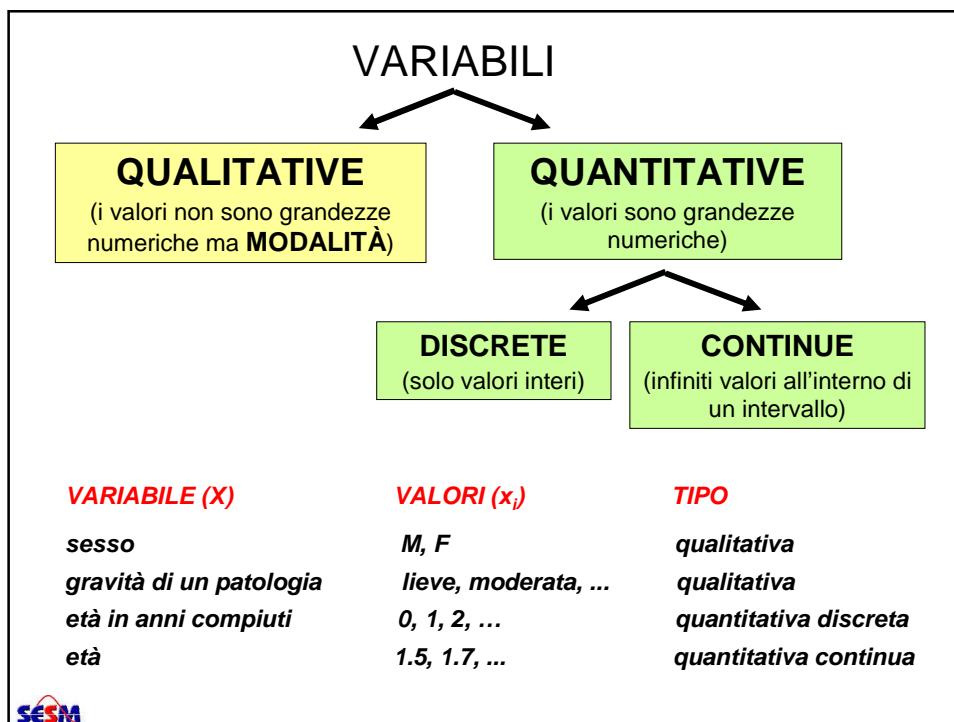 VARIABILI
QUALITATIVE
(i valori non sono grandezze
numeriche ma MODALITÀ)
QUANTITATIVE
(i valori sono grandezze
numeriche)
DISCRETE
(solo valori interi)
CONTINUE
(infiniti valori all'interno di
un intervallo)
VARIABILE (X) VALORI (xi) TIPO
sesso M, F qualitativa
gravità di un patologia lieve, moderata, ... qualitativa
età in anni compiuti 0, 1, 2, … quantitativa discreta
età 1.5, 1.7, ... quantitativa continua
SESM